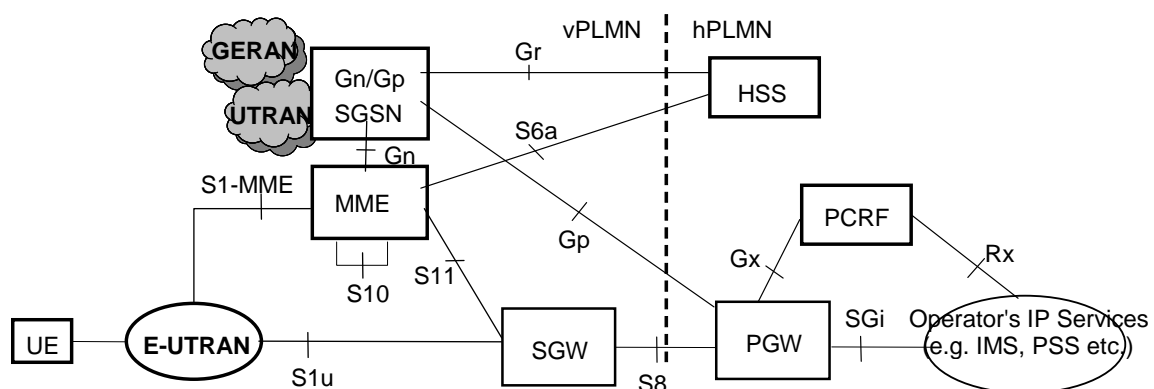 vPLMN
hPLMN
GERAN
Gr
Gn/Gp
SGSN
HSS
UTRAN
S6a
Gn
S1-MME
MME
PCRF
Gp
Gx
Rx
S11
S10
SGi
Operator's IP Services
e.g. IMS, PSS etc.)
UE
E-UTRAN
SGW
PGW
S1u
S8